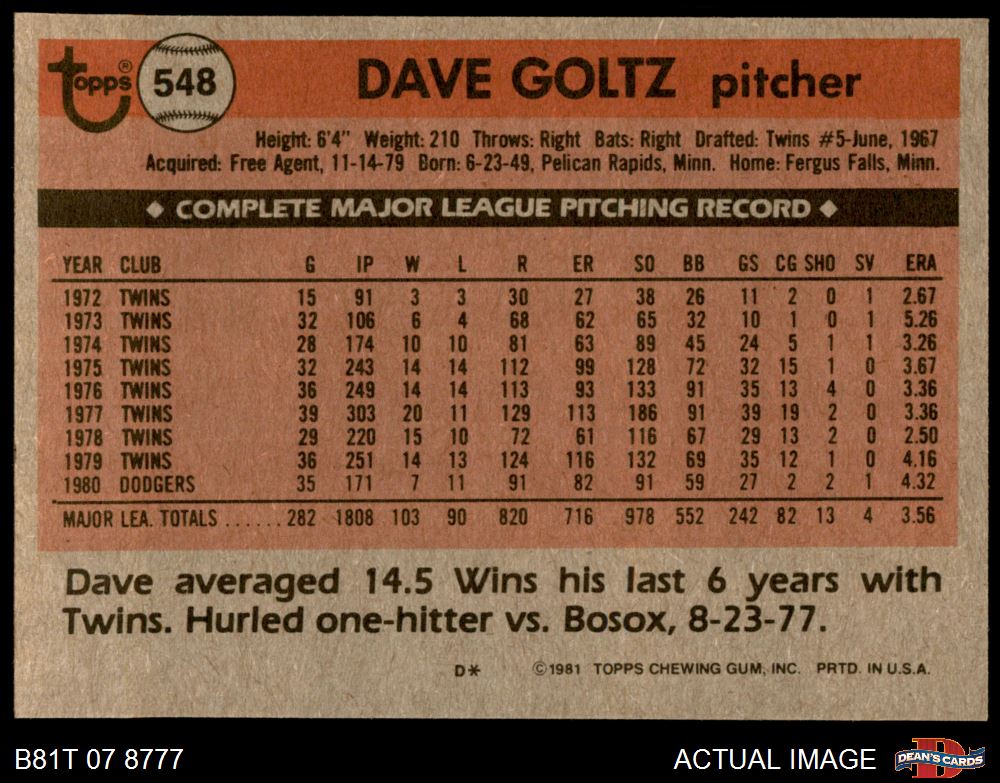 topps® 548 DAVE GOLTZ pitcher
Height: 6'4" Weight: 210 Throws: Right Bats: Right Drafted: Twins #5-June, 1967
Acquired: Free Agent, 11-14-79 Born: 6-23-49, Pelican Rapids, Minn. Home: Fergus Falls, Minn.
◆ COMPLETE MAJOR LEAGUE PITCHING RECORD ◆
YEAR CLUB G IP W L R ER SO BB GS CG SHO SV ERA
1972 TWINS 15 91 3 3 30 27 38 26 11 2 0 1 2.67
1973 TWINS 32 106 6 4 68 62 65 32 10 1 0 1 5.26
1974 TWINS 28 174 10 10 81 63 89 45 24 5 1 1 3.26
1975 TWINS 32 243 14 14 112 99 128 72 32 15 1 0 3.67
1976 TWINS 36 249 14 14 113 93 133 91 35 13 4 0 3.36
1977 TWINS 39 303 20 11 129 113 186 91 39 19 2 0 3.36
1978 TWINS 29 220 15 10 72 61 116 67 29 13 2 0 2.50
1979 TWINS 36 251 14 13 124 116 132 69 35 12 1 0 4.16
1980 DODGERS 35 171 7 11 91 82 91 59 27 2 2 1 4.32
MAJOR LEA. TOTALS ...... 282 1808 103 90 820 716 978 552 242 82 13 4 3.56
Dave averaged 14.5 Wins his last 6 years with
Twins. Hurled one-hitter vs. Bosox, 8-23-77.
D* ©1981 TOPPS CHEWING GUM, INC. PRTD. IN U.S.A.
B81T 07 8777 ACTUAL IMAGE D DEAN'S CARDS